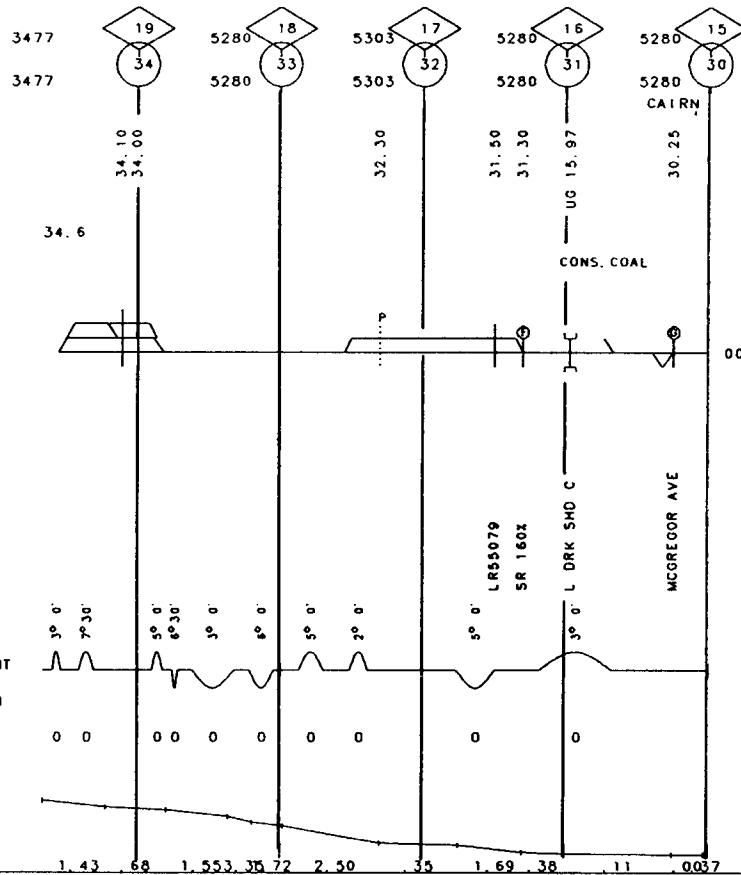 19 18 17 16 15
3477 5280 5303 5280 5280
34 33 32 31 30
3477 5280 5303 5280 5280
CAIRN
34.10
34.00
32.30
31.50
31.30
UG 15.97
30.25
34.6
CONS. COAL
P
00
LR55079
SR 160X
L DRK SHD C
MCGREGOR AVE
3° 0' 7° 30' 5° 0' 6° 30' 3° 0' 6° 0' 5° 0' 2° 0' 5° 0' 3° 0'
0 0 0 0 0 0 0 0 0 0
1.43 .68 1.55 2.50 .35 1.69 .38 .11